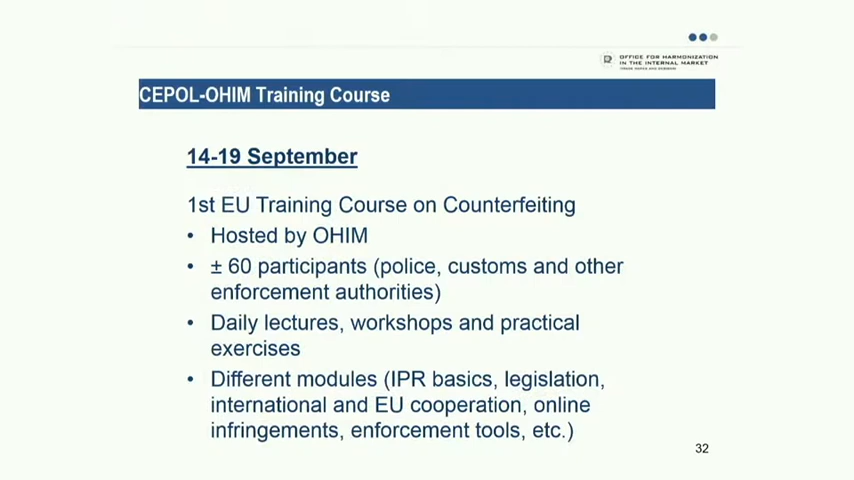 OFFICE FOR HARMONIZATION
IN THE INTERNAL MARKET
CEPOL-OHIM Training Course
14-19 September
1st EU Training Course on Counterfeiting
• Hosted by OHIM
• ± 60 participants (police, customs and other
enforcement authorities)
• Daily lectures, workshops and practical
exercises
• Different modules (IPR basics, legislation,
international and EU cooperation, online
infringements, enforcement tools, etc.)
32